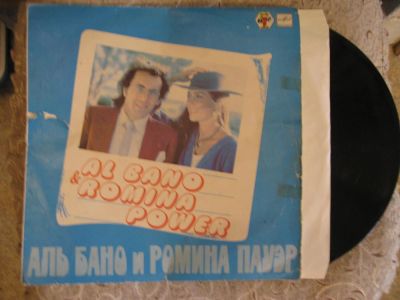 AL BANO
& ROMINA
POWER
АЛЬ БАНО и РОМИНА ПАУЭР